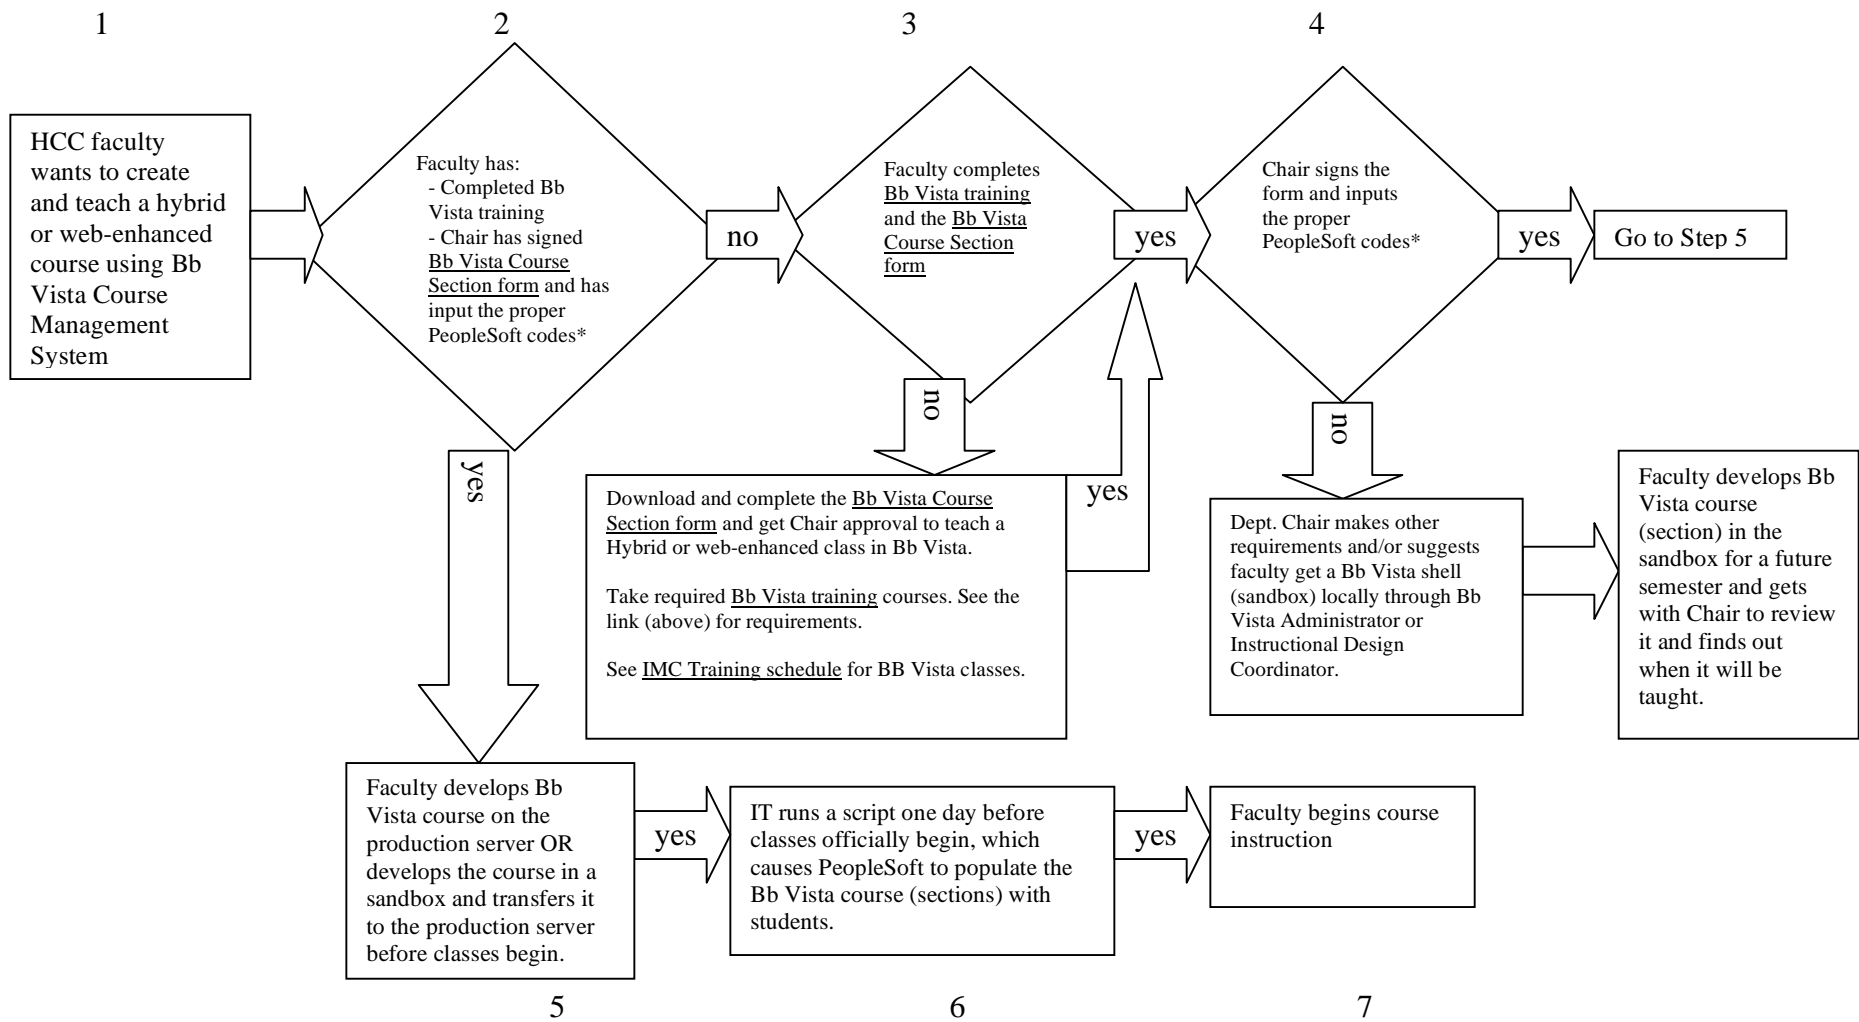 1
2
3
4
HCC faculty
wants to create
and teach a hybrid
or web-enhanced
course using Bb
Vista Course
Management
System
Faculty has:
- Completed Bb
Vista training
- Chair has signed
Bb Vista Course
Section form and has
input the proper
PeopleSoft codes*
no
Faculty completes
Bb Vista training
and the Bb Vista
Course Section
form
yes
Chair signs the
form and inputs
the proper
PeopleSoft codes*
yes
Go to Step 5
yes
no
Download and complete the Bb Vista Course
Section form and get Chair approval to teach a
Hybrid or web-enhanced class in Bb Vista.
Take required Bb Vista training courses. See the
link (above) for requirements.
See IMC Training schedule for BB Vista classes.
yes
no
Dept. Chair makes other
requirements and/or suggests
faculty get a Bb Vista shell
(sandbox) locally through Bb
Vista Administrator or
Instructional Design
Coordinator.
Faculty develops Bb
Vista course
(section) in the
sandbox for a future
semester and gets
with Chair to review
it and finds out
when it will be
taught.
Faculty develops Bb
Vista course on the
production server OR
develops the course in a
sandbox and transfers it
to the production server
before classes begin.
yes
IT runs a script one day before
classes officially begin, which
causes PeopleSoft to populate the
Bb Vista course (sections) with
students.
yes
Faculty begins course
instruction
5
6
7